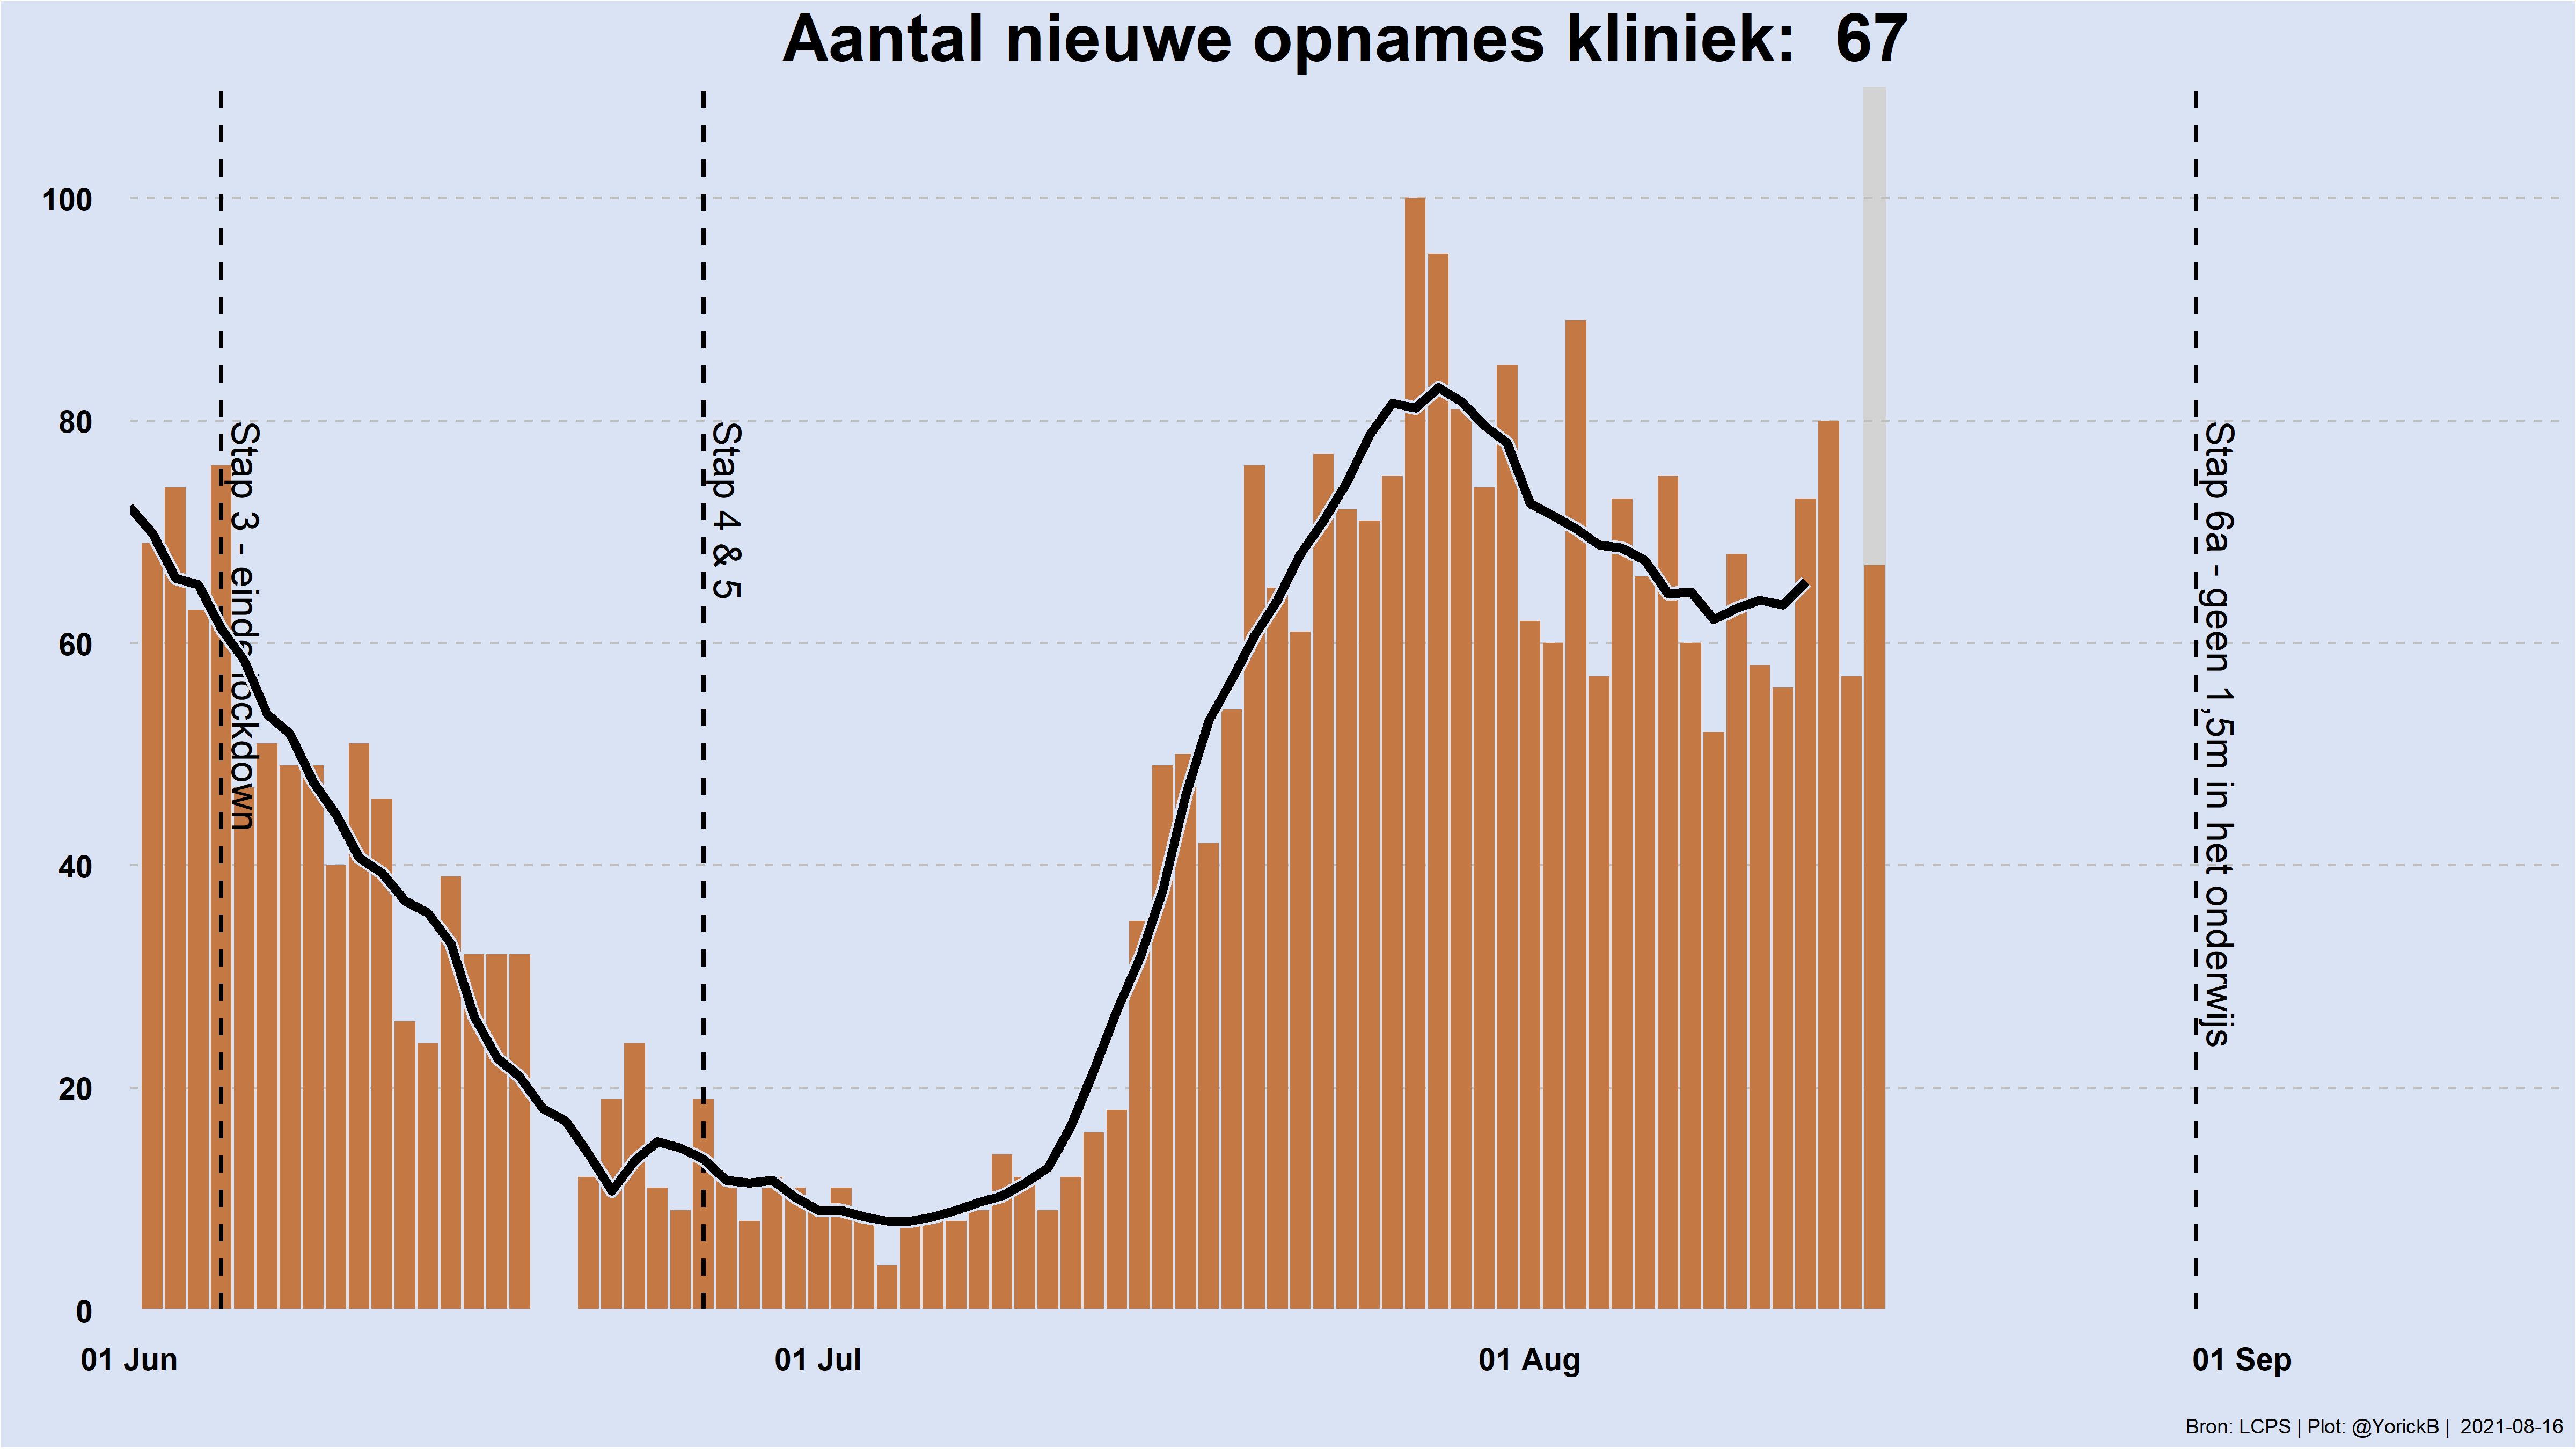 Aantal nieuwe opnames kliniek: 67
100
80
60
40
20
0
Stap 3 - einde lockdown
Stap 4 & 5
Stap 6a - geen 1,5m in het onderwijs
01 Jun
01 Jul
01 Aug
01 Sep
Bron: LCPS | Plot: @YorickB | 2021-08-16